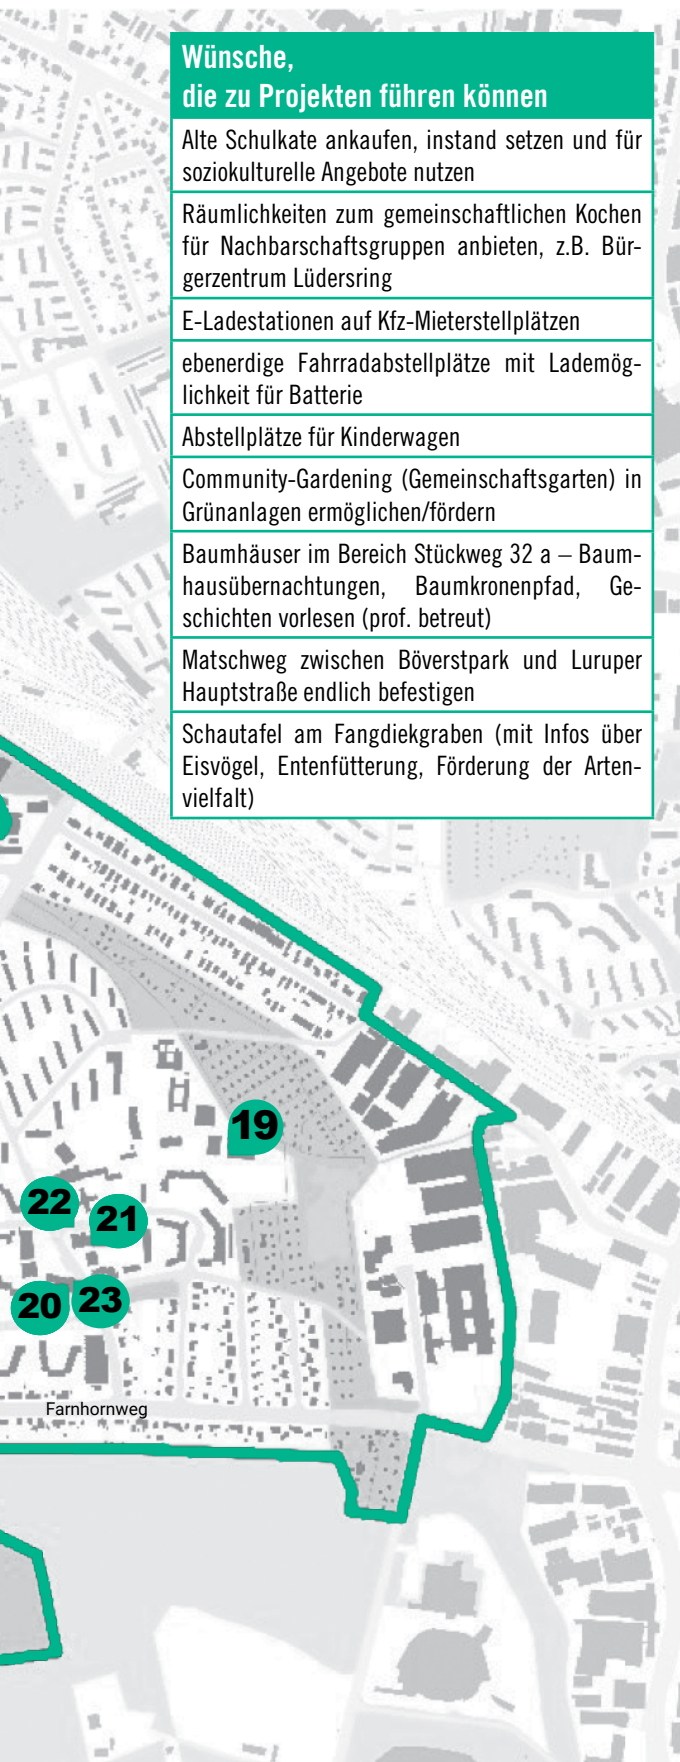 Wünsche,
die zu Projekten führen können
Alte Schulkate ankaufen, instand setzen und für
soziokulturelle Angebote nutzen
Räumlichkeiten zum gemeinschaftlichen Kochen
für Nachbarschaftsgruppen anbieten, z.B. Bür-
gerzentrum Lüdersring
E-Ladestationen auf Kfz-Mieterstellplätzen
ebenerdige Fahrradabstellplätze mit Lademög-
lichkeit für Batterie
Abstellplätze für Kinderwagen
Community-Gardening (Gemeinschaftsgarten) in
Grünanlagen ermöglichen/fördern
Baumhäuser im Bereich Stückweg 32 a – Baum-
hausübernachtungen, Baumkronenpfad, Ge-
schichten vorlesen (prof. betreut)
Matschweg zwischen Böverstpark und Luruper
Hauptstraße endlich befestigen
Schautafel am Fangdiekgraben (mit Infos über
Eisvögel, Entenfütterung, Förderung der Arten-
vielfalt)
19
22
21
20
23
Farnhornweg